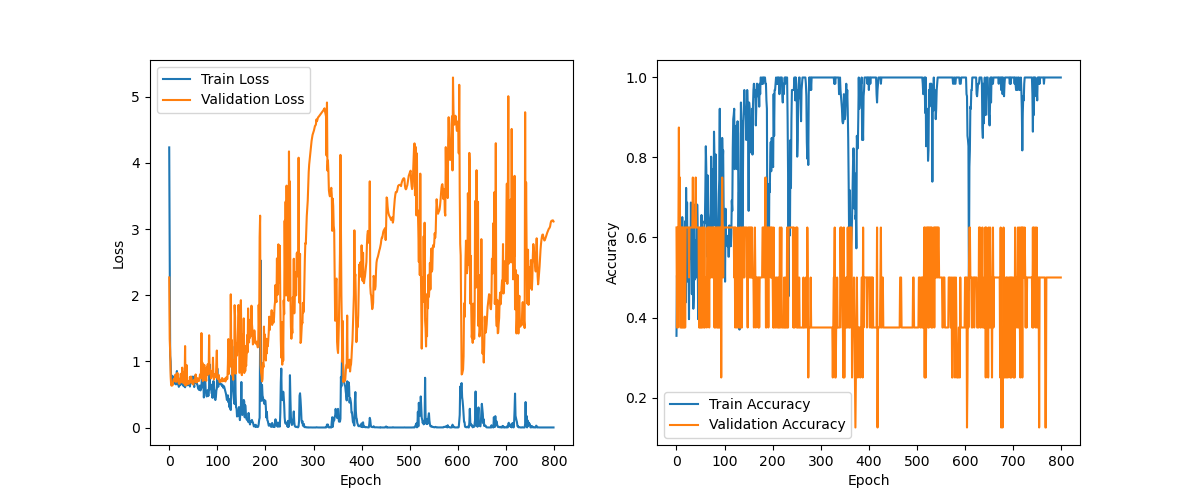 Train Loss
Validation Loss
Loss
5
4
3
2
1
0
0 100 200 300 400 500 600 700 800
Epoch
Accuracy
1.0
0.8
0.6
0.4
0.2
Train Accuracy
Validation Accuracy
0 100 200 300 400 500 600 700 800
Epoch